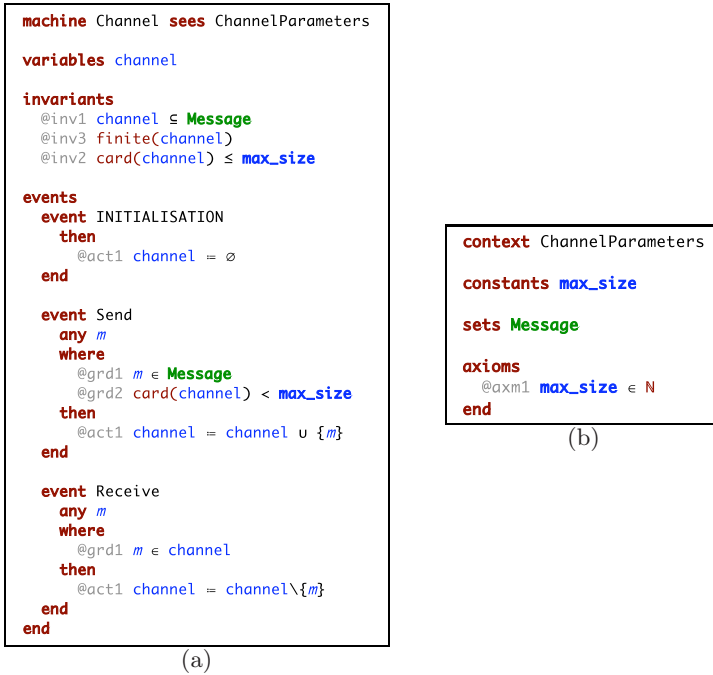 machine Channel sees ChannelParameters
variables channel
invariants
@inv1 channel ⊆ Message
@inv3 finite(channel)
@inv2 card(channel) ≤ max_size
events
event INITIALISATION
then
@act1 channel ≔ ∅
end
event Send
any m
where
@grd1 m ∈ Message
@grd2 card(channel) < max_size
then
@act1 channel ≔ channel ∪ {m}
end
event Receive
any m
where
@grd1 m ∈ channel
then
@act1 channel ≔ channel\{m}
end
end
(a)
context ChannelParameters
constants max_size
sets Message
axioms
@axm1 max_size ∈ ℕ
end
(b)